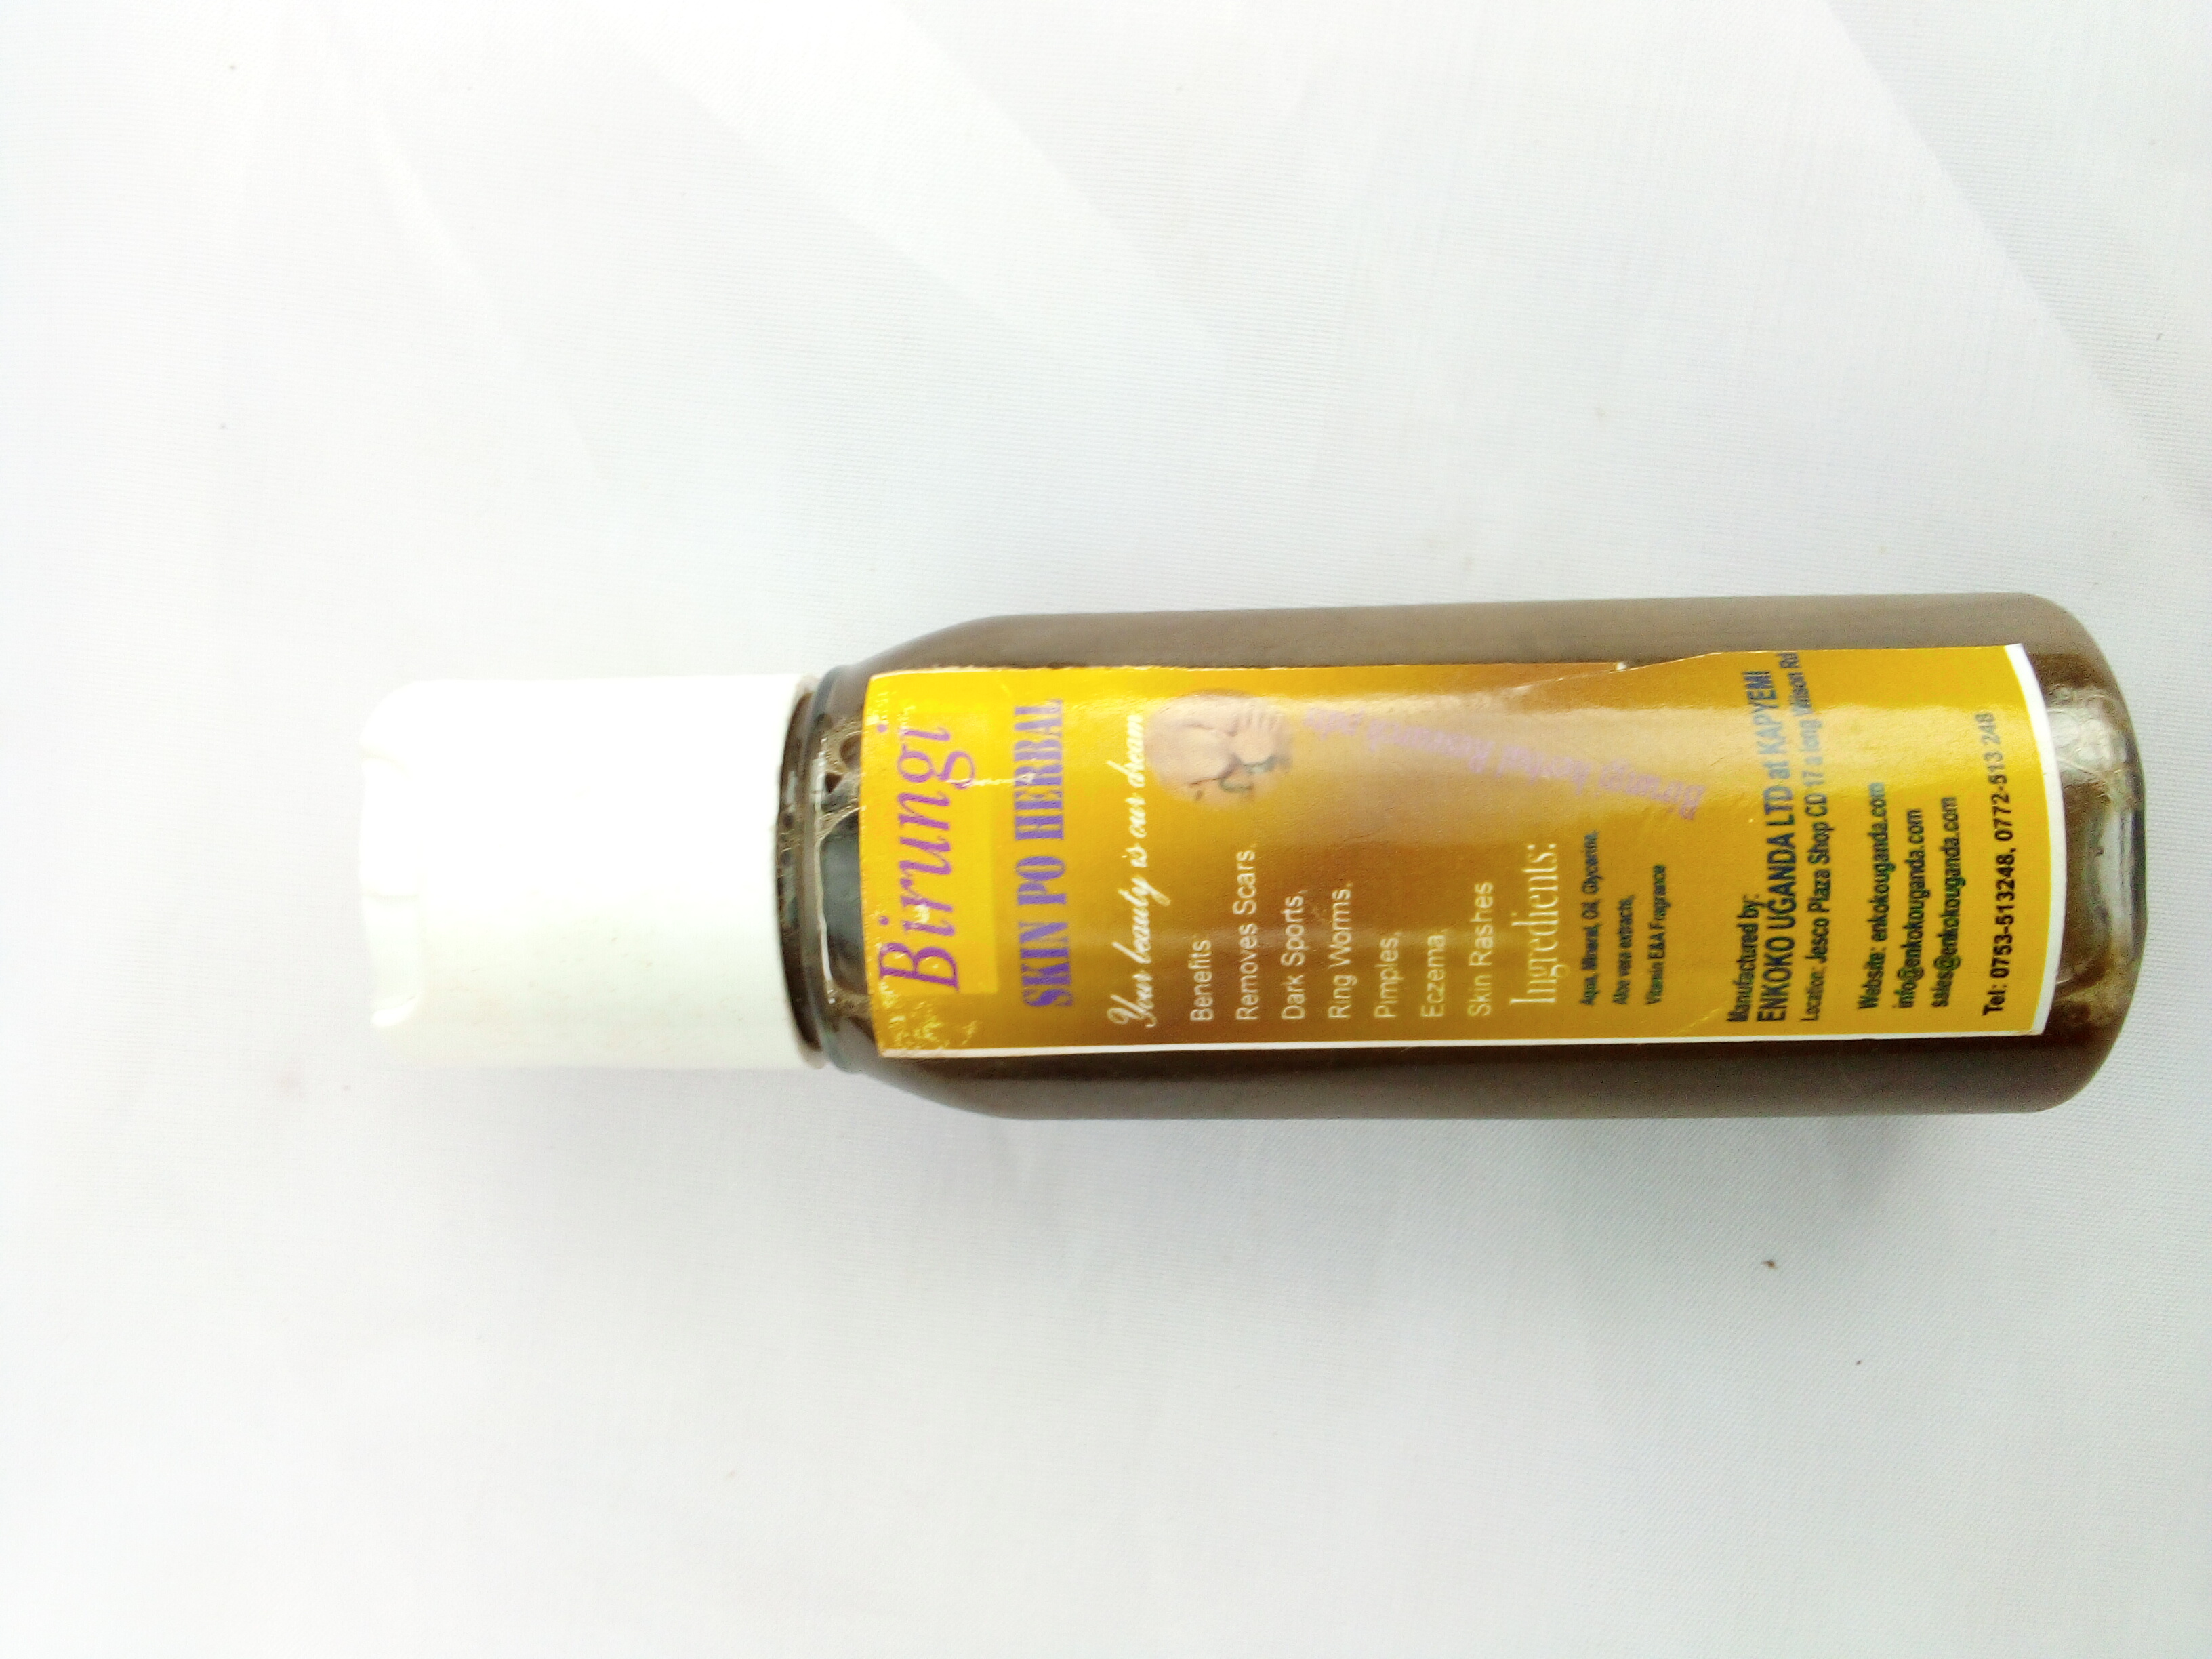 Birungi
SKIN PO HERBAL
Your beauty is our dream
Benefits
Removes Scars.
Dark Sports,
Ring Worms,
Pimples,
Eczema,
Skin Rashes
Ingredients:
Aqua, Mineral, Oil, Glycerine,
Aloe vera extracts,
Vitamin E&A Fragrance
Birungi
Manufactured by:
ENKOKO UGANDA LTD at KAPYEMI
Location: Jesco Plaza Shop CD 17 a long Wilson Rd
Website: enkokouganda.com
info@enkokouganda.com
sales@enkokouganda.com
Tel: 0753-513248, 0772-513 248